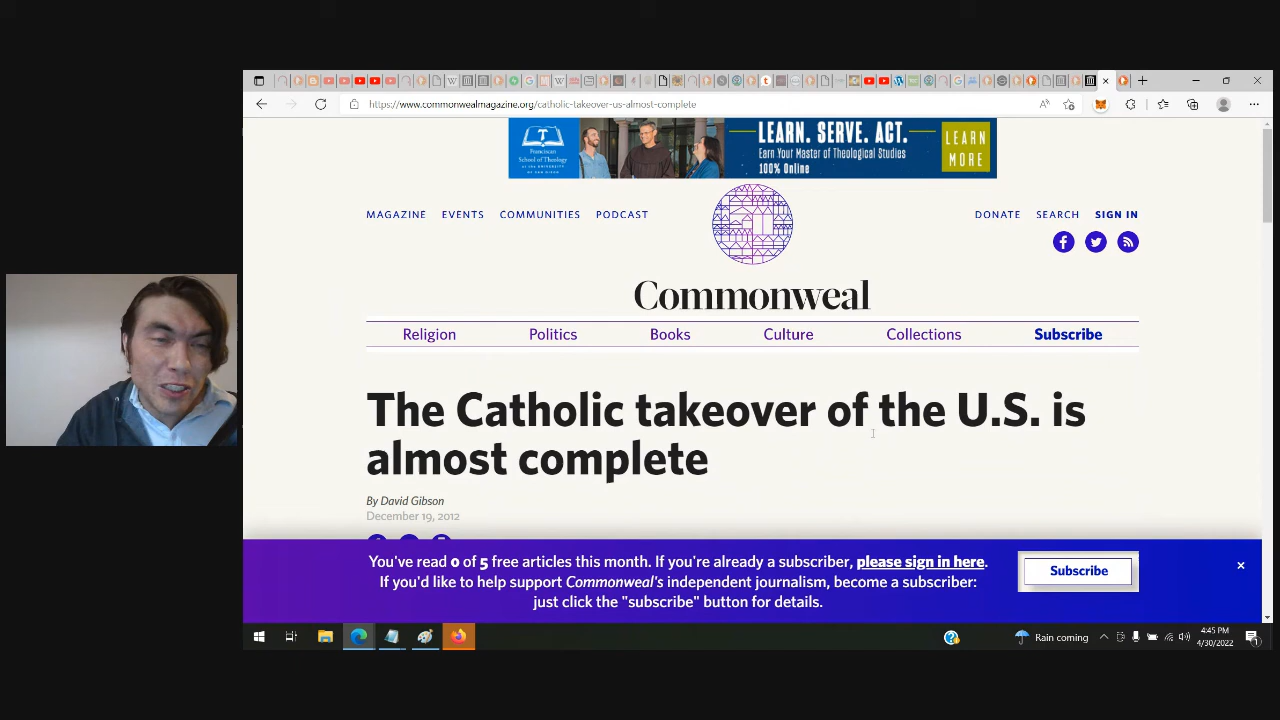 https://www.commonwealmagazine.org/catholic-takeover-us-almost-complete
Franciscan
School of Theology
LEARN. SERVE. ACT.
Earn Your Master of Theological Studies
100% Online
LEARN
MORE
MAGAZINE EVENTS COMMUNITIES PODCAST
DONATE SEARCH SIGN IN
Commonweal
Religion Politics Books Culture Collections Subscribe
The Catholic takeover of the U.S. is
almost complete
By David Gibson
December 19, 2012
You've read 0 of 5 free articles this month. If you're already a subscriber, please sign in here.
If you'd like to help support Commonweal's independent journalism, become a subscriber:
just click the "subscribe" button for details.
Subscribe
Rain coming
4:45 PM
4/30/2022